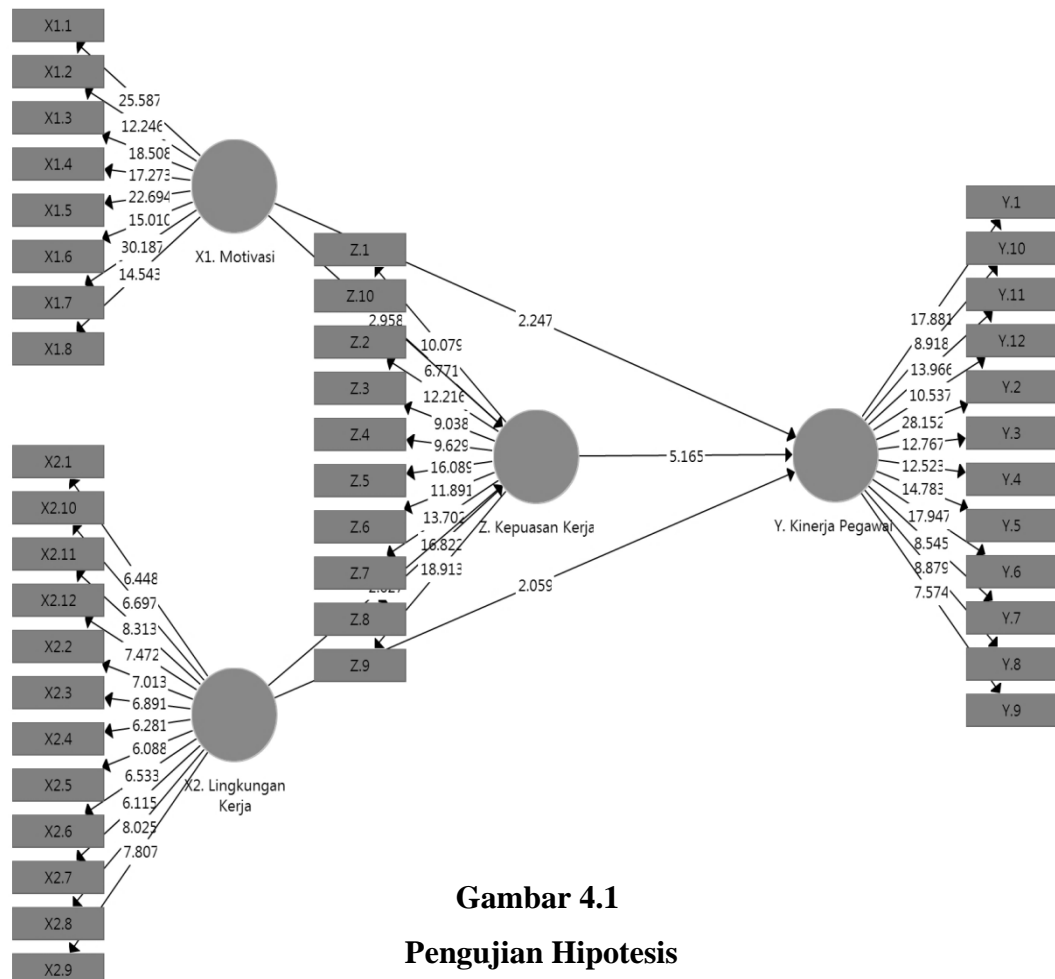 X1.1
X1.2
X1.3
X1.4
X1.5
X1.6
X1.7
X1.8
25.587
12.246
18.508
17.273
22.694
15.010
30.187
14.543
X1. Motivasi
X2.1
X2.10
X2.11
X2.12
X2.2
X2.3
X2.4
X2.5
X2.6
X2.7
X2.8
X2.9
6.448
6.697
8.313
7.472
7.013
6.891
6.281
6.088
6.533
6.115
8.025
7.807
X2. Lingkungan
Kerja
Z.1
Z.10
Z.2
Z.3
Z.4
Z.5
Z.6
Z.7
Z.8
Z.9
2.958
10.079
6.771
12.216
9.038
9.629
16.089
11.891
13.702
16.822
18.913
Z. Kepuasan Kerja
2.247
5.165
2.059
Y. Kinerja Pegawai
17.881
8.918
13.966
10.537
28.152
12.767
12.523
14.783
17.947
8.545
8.879
7.574
Y.1
Y.10
Y.11
Y.12
Y.2
Y.3
Y.4
Y.5
Y.6
Y.7
Y.8
Y.9
Gambar 4.1
Pengujian Hipotesis